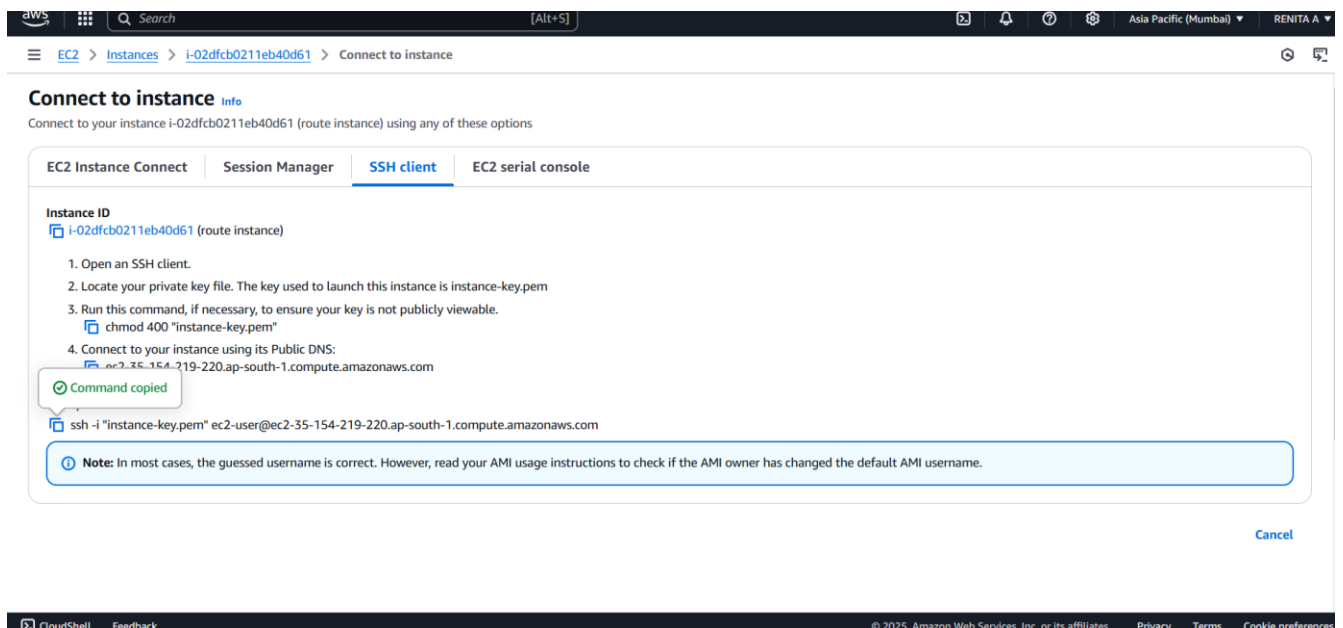 aws Search [Alt+S] Asia Pacific (Mumbai) RENITA A
EC2 > Instances > i-02dfcb0211eb40d61 > Connect to instance
Connect to instance Info
Connect to your instance i-02dfcb0211eb40d61 (route instance) using any of these options
EC2 Instance Connect Session Manager SSH client EC2 serial console
Instance ID
i-02dfcb0211eb40d61 (route instance)
1. Open an SSH client.
2. Locate your private key file. The key used to launch this instance is instance-key.pem
3. Run this command, if necessary, to ensure your key is not publicly viewable.
chmod 400 "instance-key.pem"
4. Connect to your instance using its Public DNS:
ec2-35-154-219-220.ap-south-1.compute.amazonaws.com
Command copied
ssh -i "instance-key.pem" ec2-user@ec2-35-154-219-220.ap-south-1.compute.amazonaws.com
Note: In most cases, the guessed username is correct. However, read your AMI usage instructions to check if the AMI owner has changed the default AMI username.
Cancel
CloudShell Feedback © 2025, Amazon Web Services, Inc. or its affiliates. Privacy Terms Cookie preferences